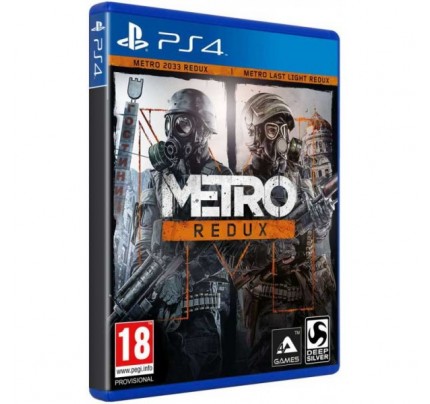 PS4
METRO 2033 REDUX
METRO LAST LIGHT REDUX
METRO
REDUX
PS4
18
www.pegi.info
PROVISIONAL
4A
GAMES
DEEP
SILVER